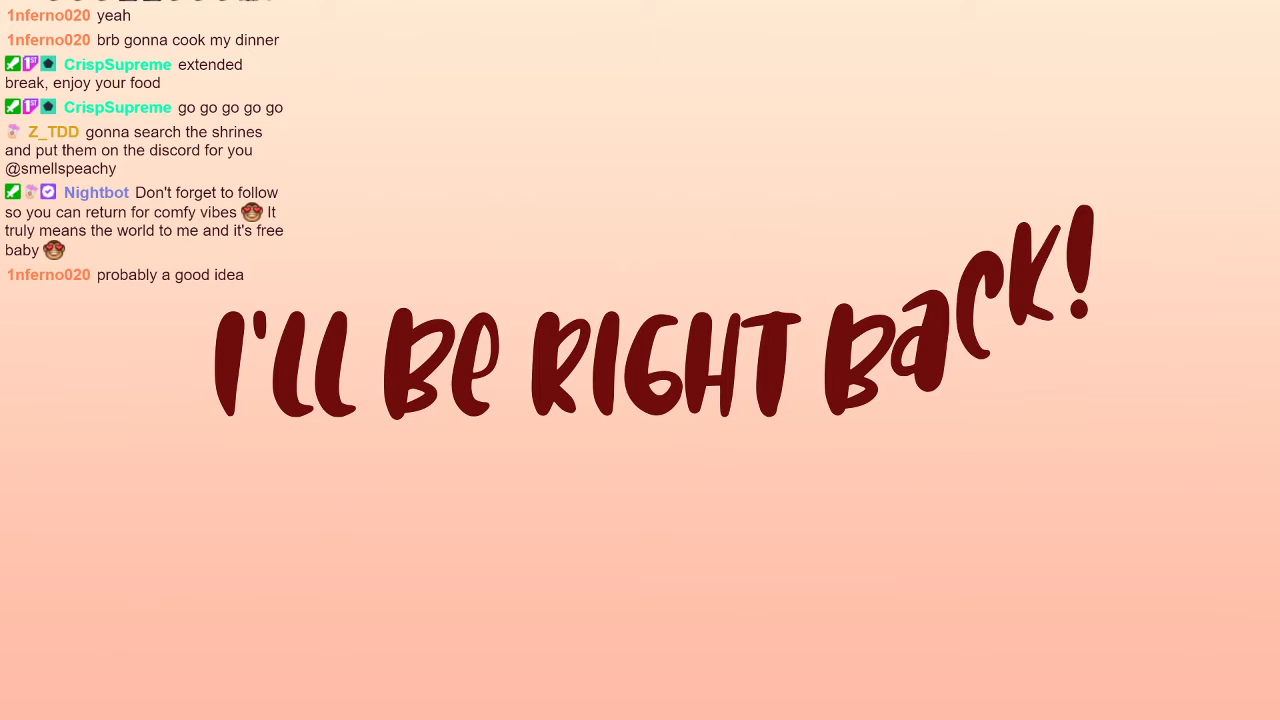 1nferno020 yeah
1nferno020 brb gonna cook my dinner
CrispSupreme extended
break, enjoy your food
CrispSupreme go go go go go
Z_TDD gonna search the shrines
and put them on the discord for you
@smellspeachy
Nightbot Don't forget to follow
so you can return for comfy vibes It
truly means the world to me and it's free
baby
1nferno020 probably a good idea
I'LL Be RIGHT BacK!